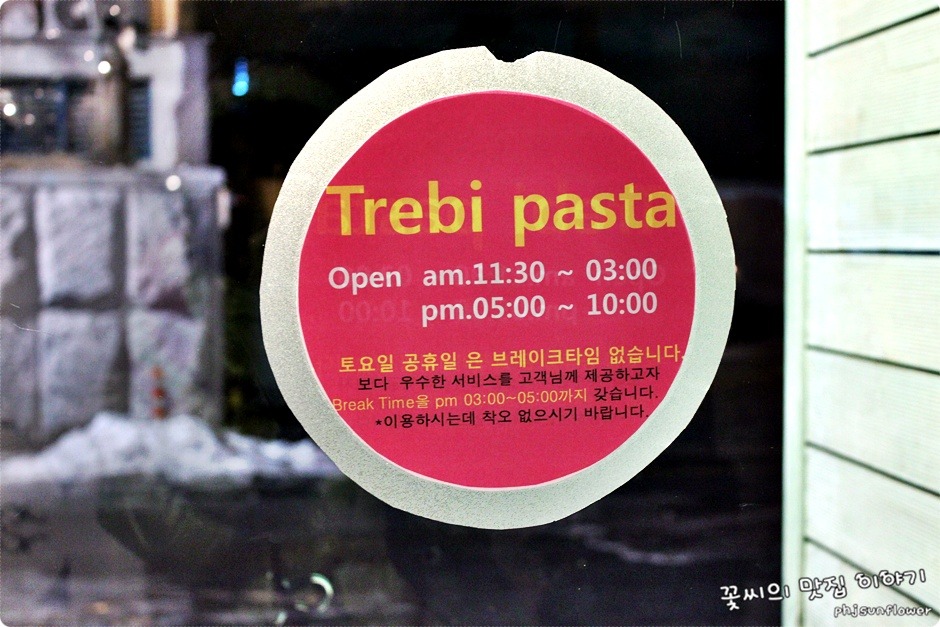 Trebi pasta
Open am.11:30 ~ 03:00
pm.05:00 ~ 10:00
토요일 공휴일 은 브레이크타임 없습니다.
보다 우수한 서비스를 고객님께 제공하고자
Break Time을 pm 03:00~05:00까지 갖습니다.
*이용하시는데 착오 없으시기 바랍니다.
꽃씨의 맛집 이야기
phjsunflower